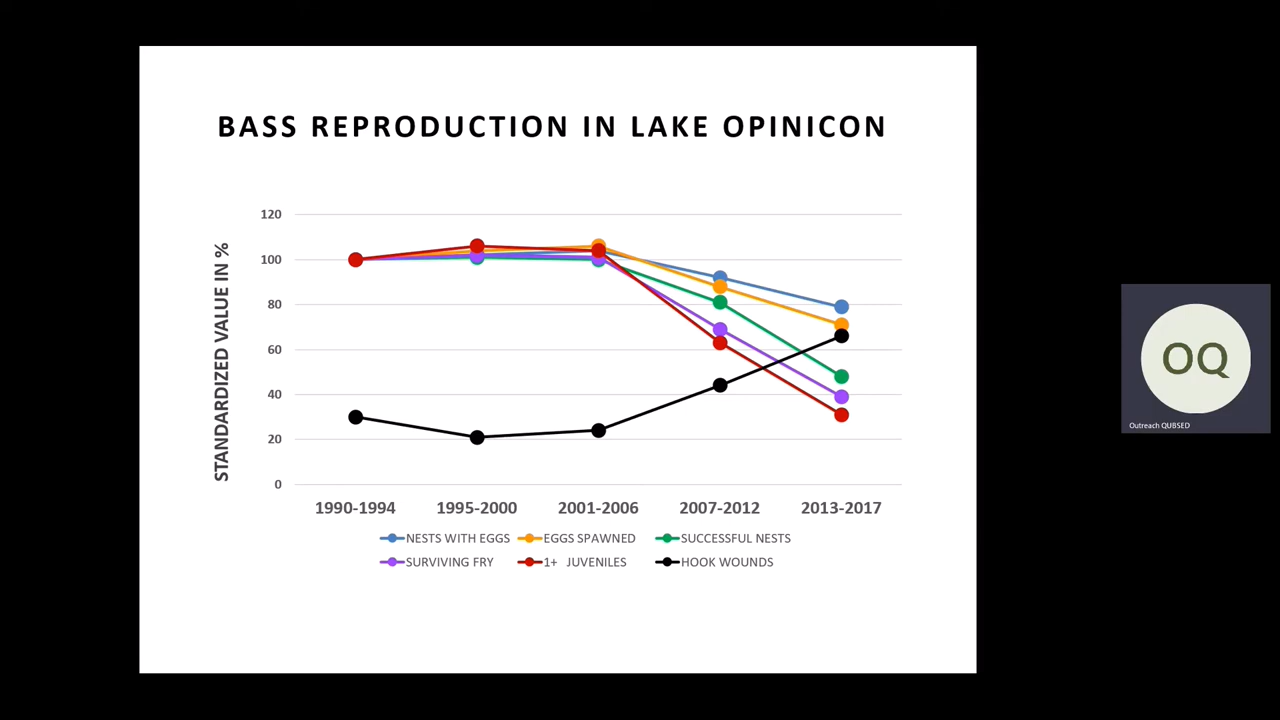 BASS REPRODUCTION IN LAKE OPINICON
STANDARDIZED VALUE IN %
120
100
80
60
40
20
0
1990-1994 1995-2000 2001-2006 2007-2012 2013-2017
NESTS WITH EGGS EGGS SPAWNED SUCCESSFUL NESTS
SURVIVING FRY 1+ JUVENILES HOOK WOUNDS
OQ
Outreach QUBSED